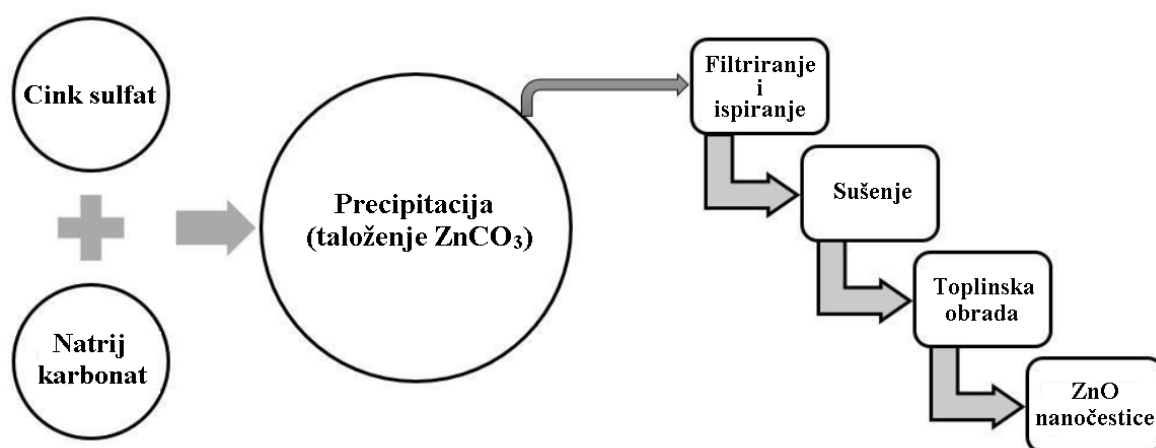 Cink sulfat
Natrij
karbonat
Precipitacija
(taloženje ZnCO₃)
Filtriranje
i
ispiranje
Sušenje
Toplinska
obrada
ZnO
nanočestice